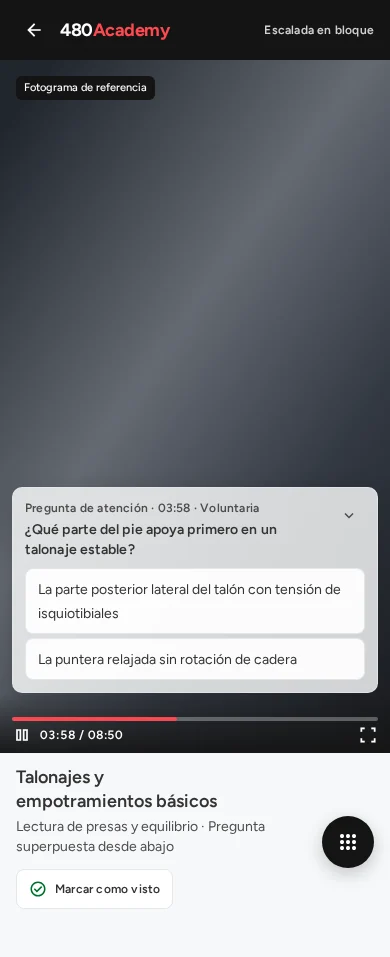 480Academy
Escalada en bloque
Fotograma de referencia
Pregunta de atención · 03:58 · Voluntaria
¿Qué parte del pie apoya primero en un
talonaje estable?
La parte posterior lateral del talón con tensión de
isquiotibiales
La puntera relajada sin rotación de cadera
03:58 / 08:50
Talonajes y
empotramientos básicos
Lectura de presas y equilibrio · Pregunta
superpuesta desde abajo
Marcar como visto